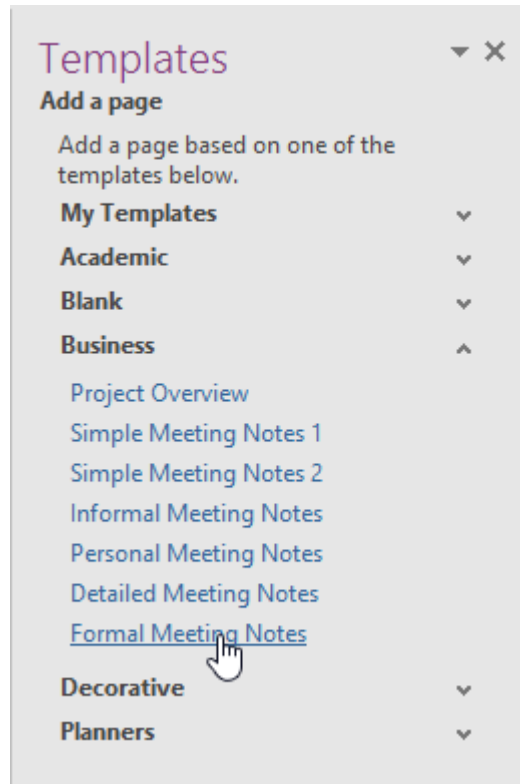 Templates
Add a page
Add a page based on one of the
templates below.
My Templates
Academic
Blank
Business
Project Overview
Simple Meeting Notes 1
Simple Meeting Notes 2
Informal Meeting Notes
Personal Meeting Notes
Detailed Meeting Notes
Formal Meeting Notes
Decorative
Planners